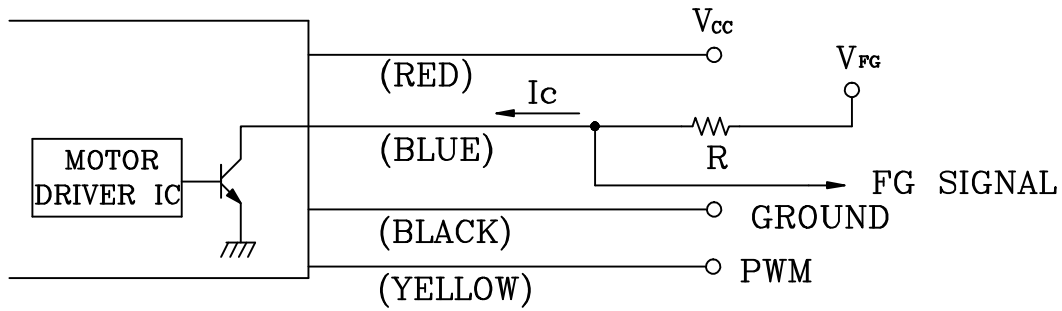 Vcc
(RED)
VFG
Ic
(BLUE)
R
MOTOR
DRIVER IC
FG SIGNAL
GROUND
(BLACK)
PWM
(YELLOW)